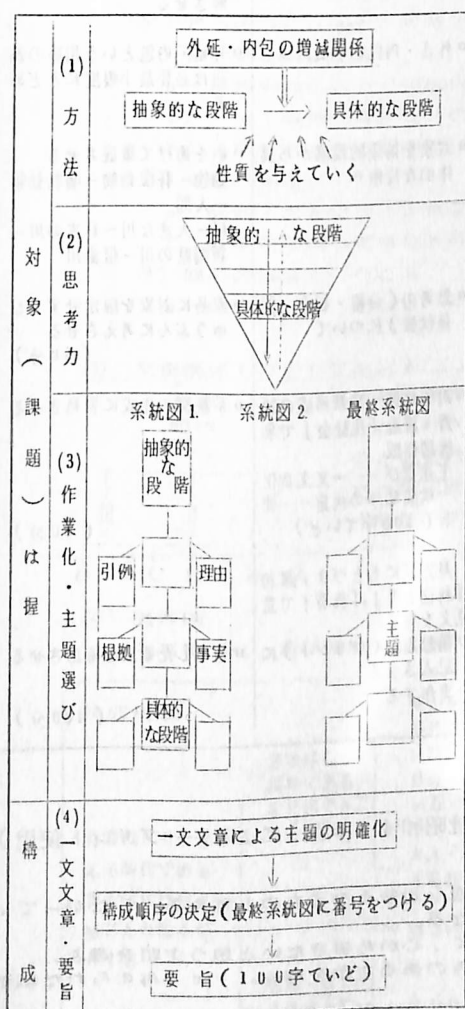 対象（課題）は握
構成
(1)方法
外延・内包の増減関係
抽象的な段階
具体的な段階
性質を与えていく
(2)思考力
抽象的な段階
具体的な段階
(3)作業化・主題選び
系統図1
系統図2
最終系統図
抽象的
な
段階
引例
理由
根拠
事実
具体的
な段階
主題
(4)一文文章・要旨
一文文章による主題の明確化
構成順序の決定(最終系統図に番号をつける)
要旨(100字ていど)